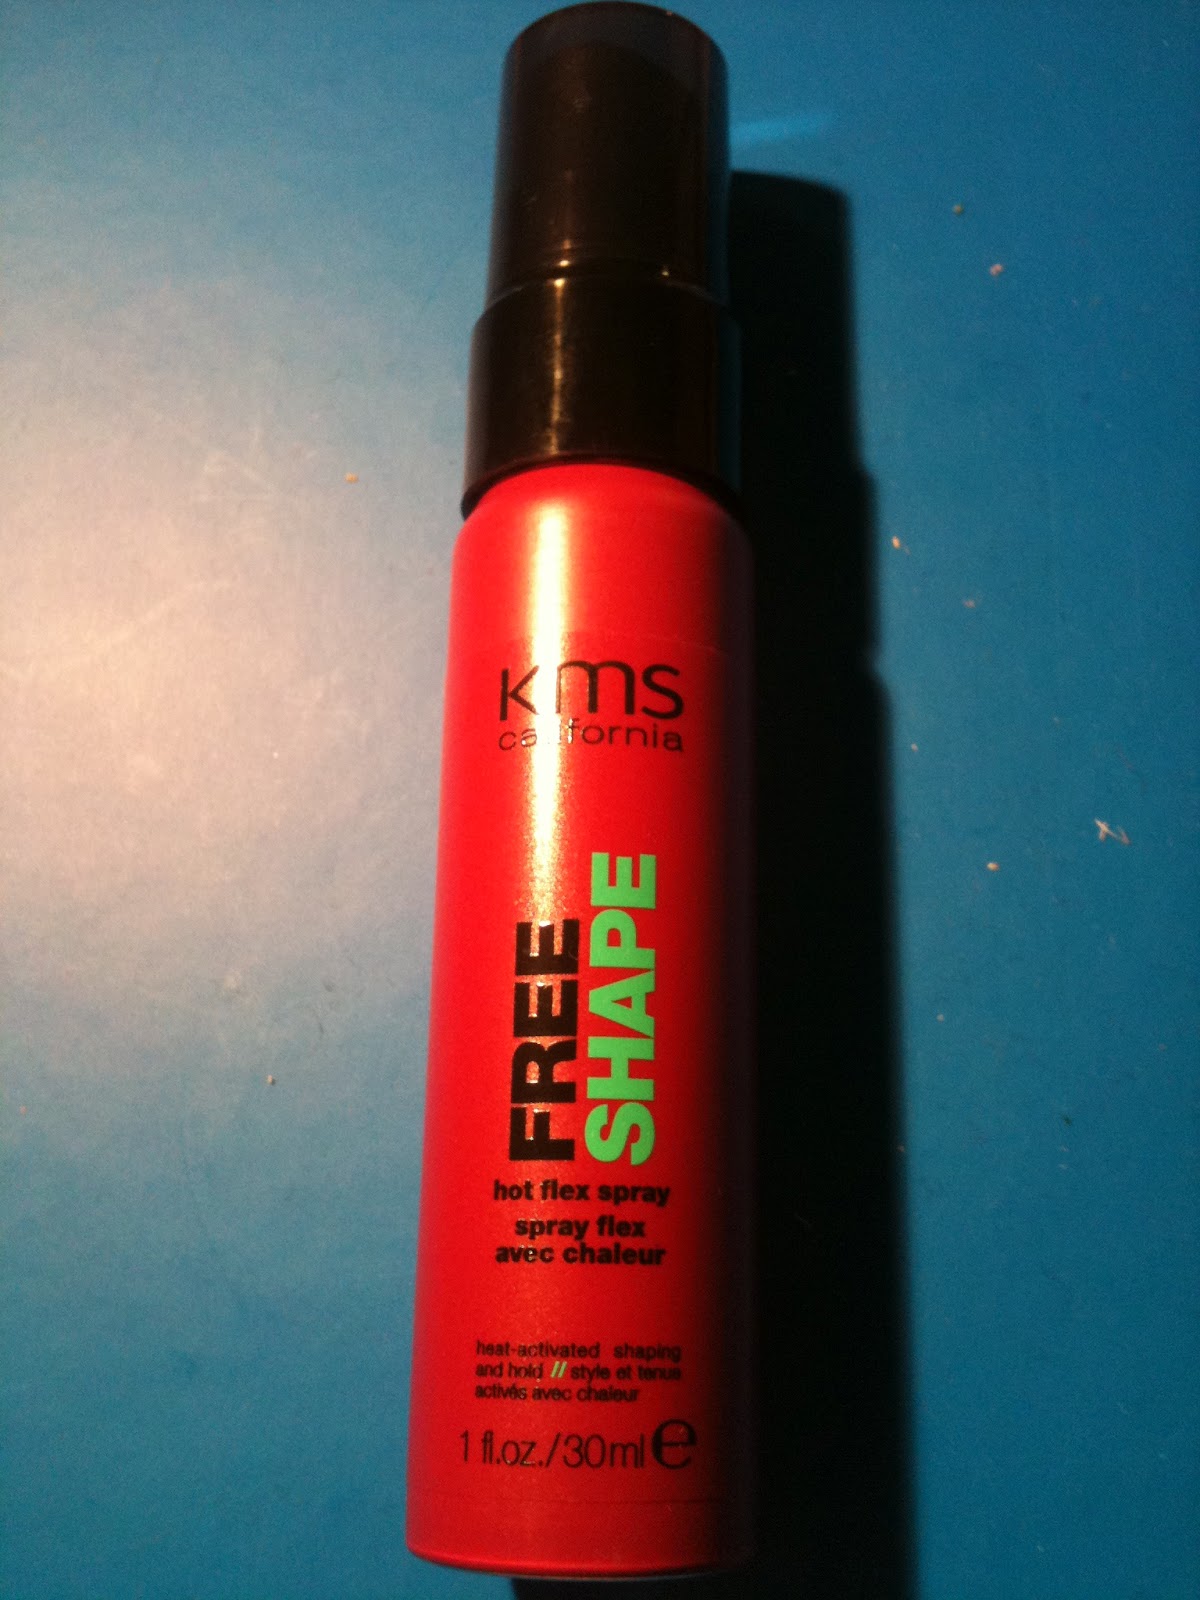 KMS
california
FREE
SHAPE
hot flex spray
spray flex
avec chaleur
heat-activated shaping
and hold // style et tenue
activés avec chaleur
1 fl.oz./30ml e